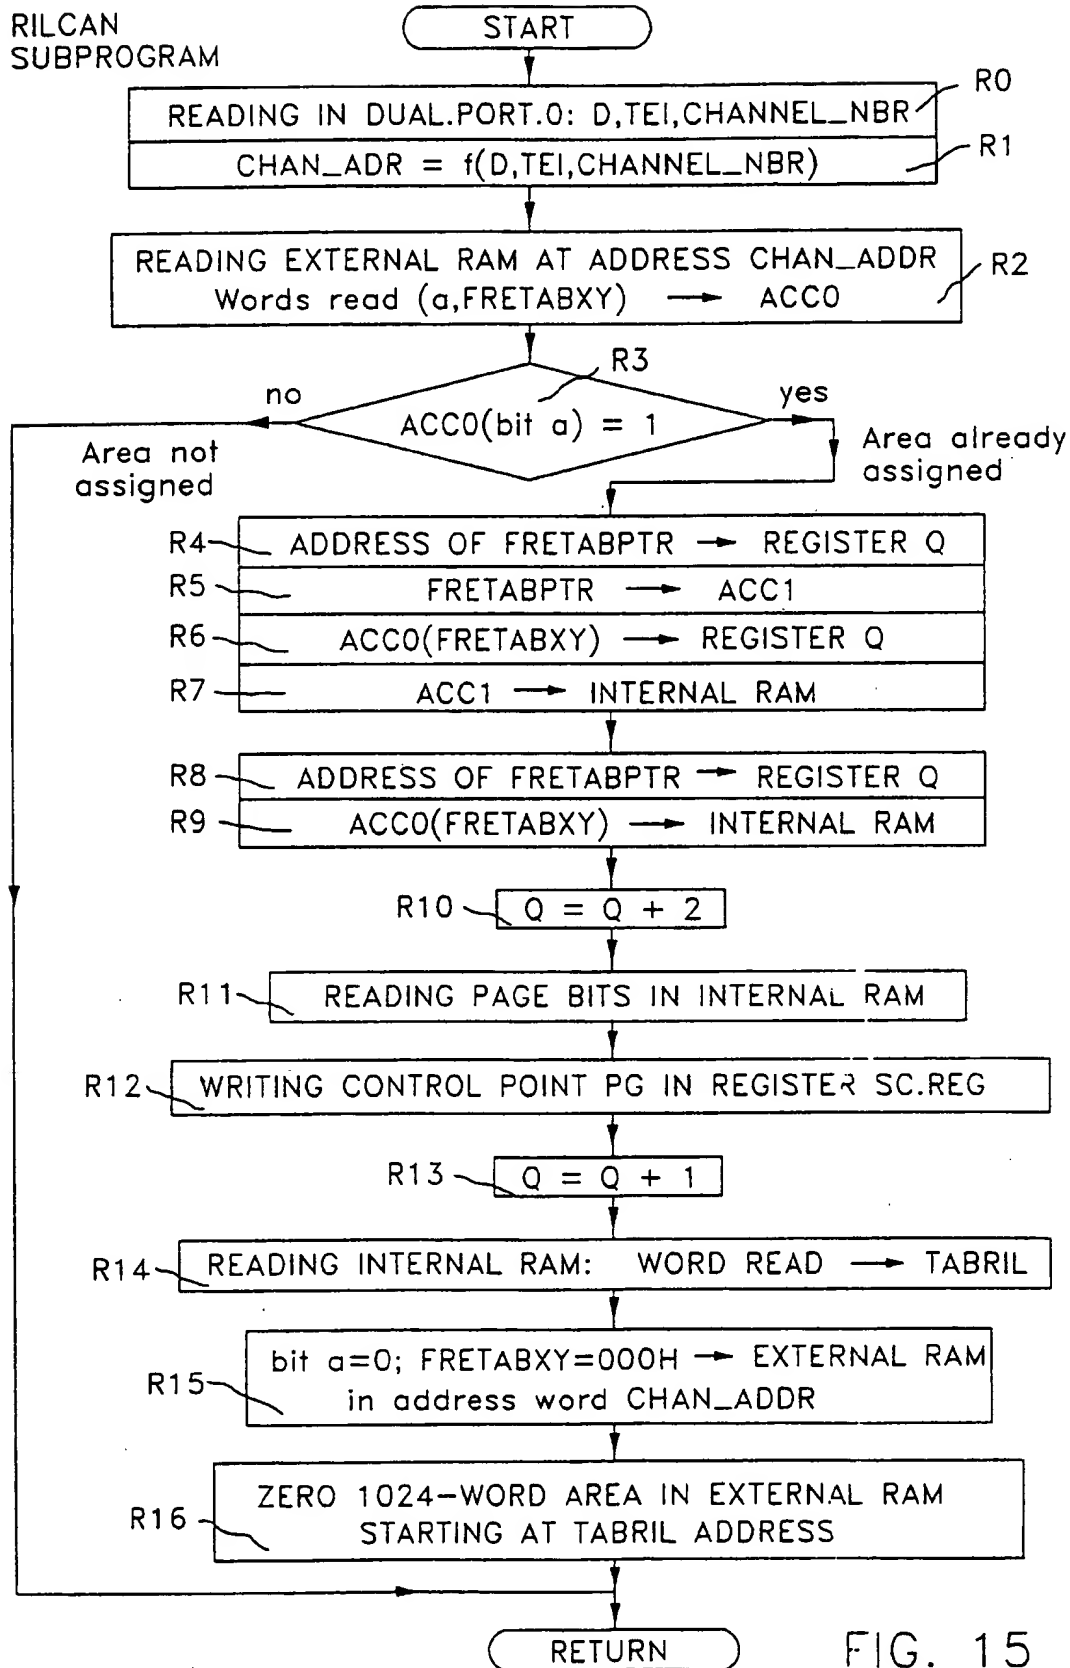 RILCAN
SUBPROGRAM
START
READING IN DUAL.PORT.0: D,TEI,CHANNEL_NBR
R0
CHAN_ADR = f(D,TEI,CHANNEL_NBR)
R1
READING EXTERNAL RAM AT ADDRESS CHAN_ADDR
Words read (a,FRETABXY) → ACC0
R2
R3
no
yes
ACC0(bit a) = 1
Area not
assigned
Area already
assigned
R4 ADDRESS OF FRETABPTR → REGISTER Q
R5 FRETABPTR → ACC1
R6 ACC0(FRETABXY) → REGISTER Q
R7 ACC1 → INTERNAL RAM
R8 ADDRESS OF FRETABPTR → REGISTER Q
R9 ACC0(FRETABXY) → INTERNAL RAM
R10 Q = Q + 2
R11 READING PAGE BITS IN INTERNAL RAM
R12 WRITING CONTROL POINT PG IN REGISTER SC.REG
R13 Q = Q + 1
R14 READING INTERNAL RAM: WORD READ → TABRIL
bit a=0; FRETABXY=000H → EXTERNAL RAM
R15
in address word CHAN_ADDR
ZERO 1024-WORD AREA IN EXTERNAL RAM
R16
STARTING AT TABRIL ADDRESS
RETURN
FIG. 15